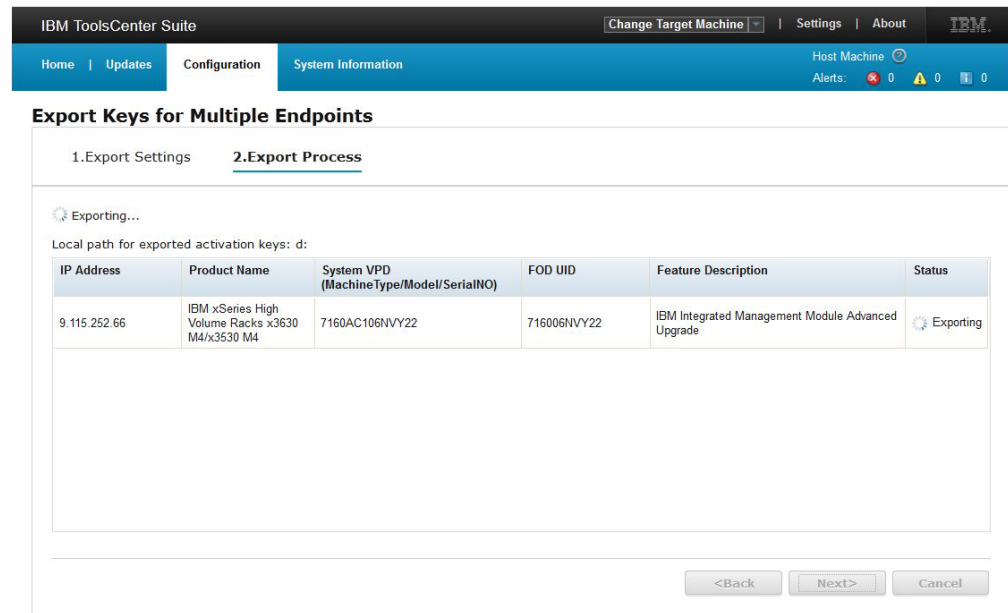 IBM ToolsCenter Suite
Change Target Machine | Settings | About IBM.
Home | Updates Configuration System Information
Host Machine ?
Alerts: 0 0 0
Export Keys for Multiple Endpoints
1.Export Settings 2.Export Process
Exporting...
Local path for exported activation keys: d:
IP Address Product Name System VPD FOD UID Feature Description Status
(MachineType/Model/SerialNO)
9.115.252.66 IBM xSeries High Volume Racks x3630 M4/x3530 M4 7160AC106NVY22 716006NVY22 IBM Integrated Management Module Advanced Upgrade Exporting
<Back Next> Cancel